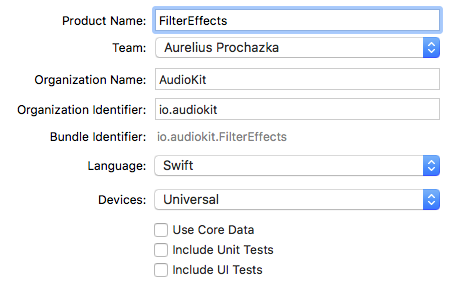 Product Name: FilterEffects
Team: Aurelius Prochazka
Organization Name: AudioKit
Organization Identifier: io.audiokit
Bundle Identifier: io.audiokit.FilterEffects
Language: Swift
Devices: Universal
Use Core Data
Include Unit Tests
Include UI Tests